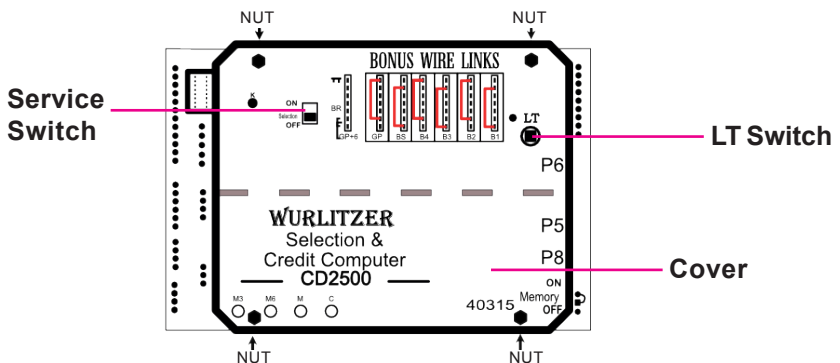 NUT NUT
BONUS WIRE LINKS
Service
Switch
K
ON
Selection
OFF
BR
GP+6
GP BS B4 B3 B2 B1
LT
LT Switch
P6
WURLITZER
Selection &
Credit Computer
CD2500
P5
P8
Cover
ON
Memory
OFF
40315
M3 M6 M C
NUT NUT